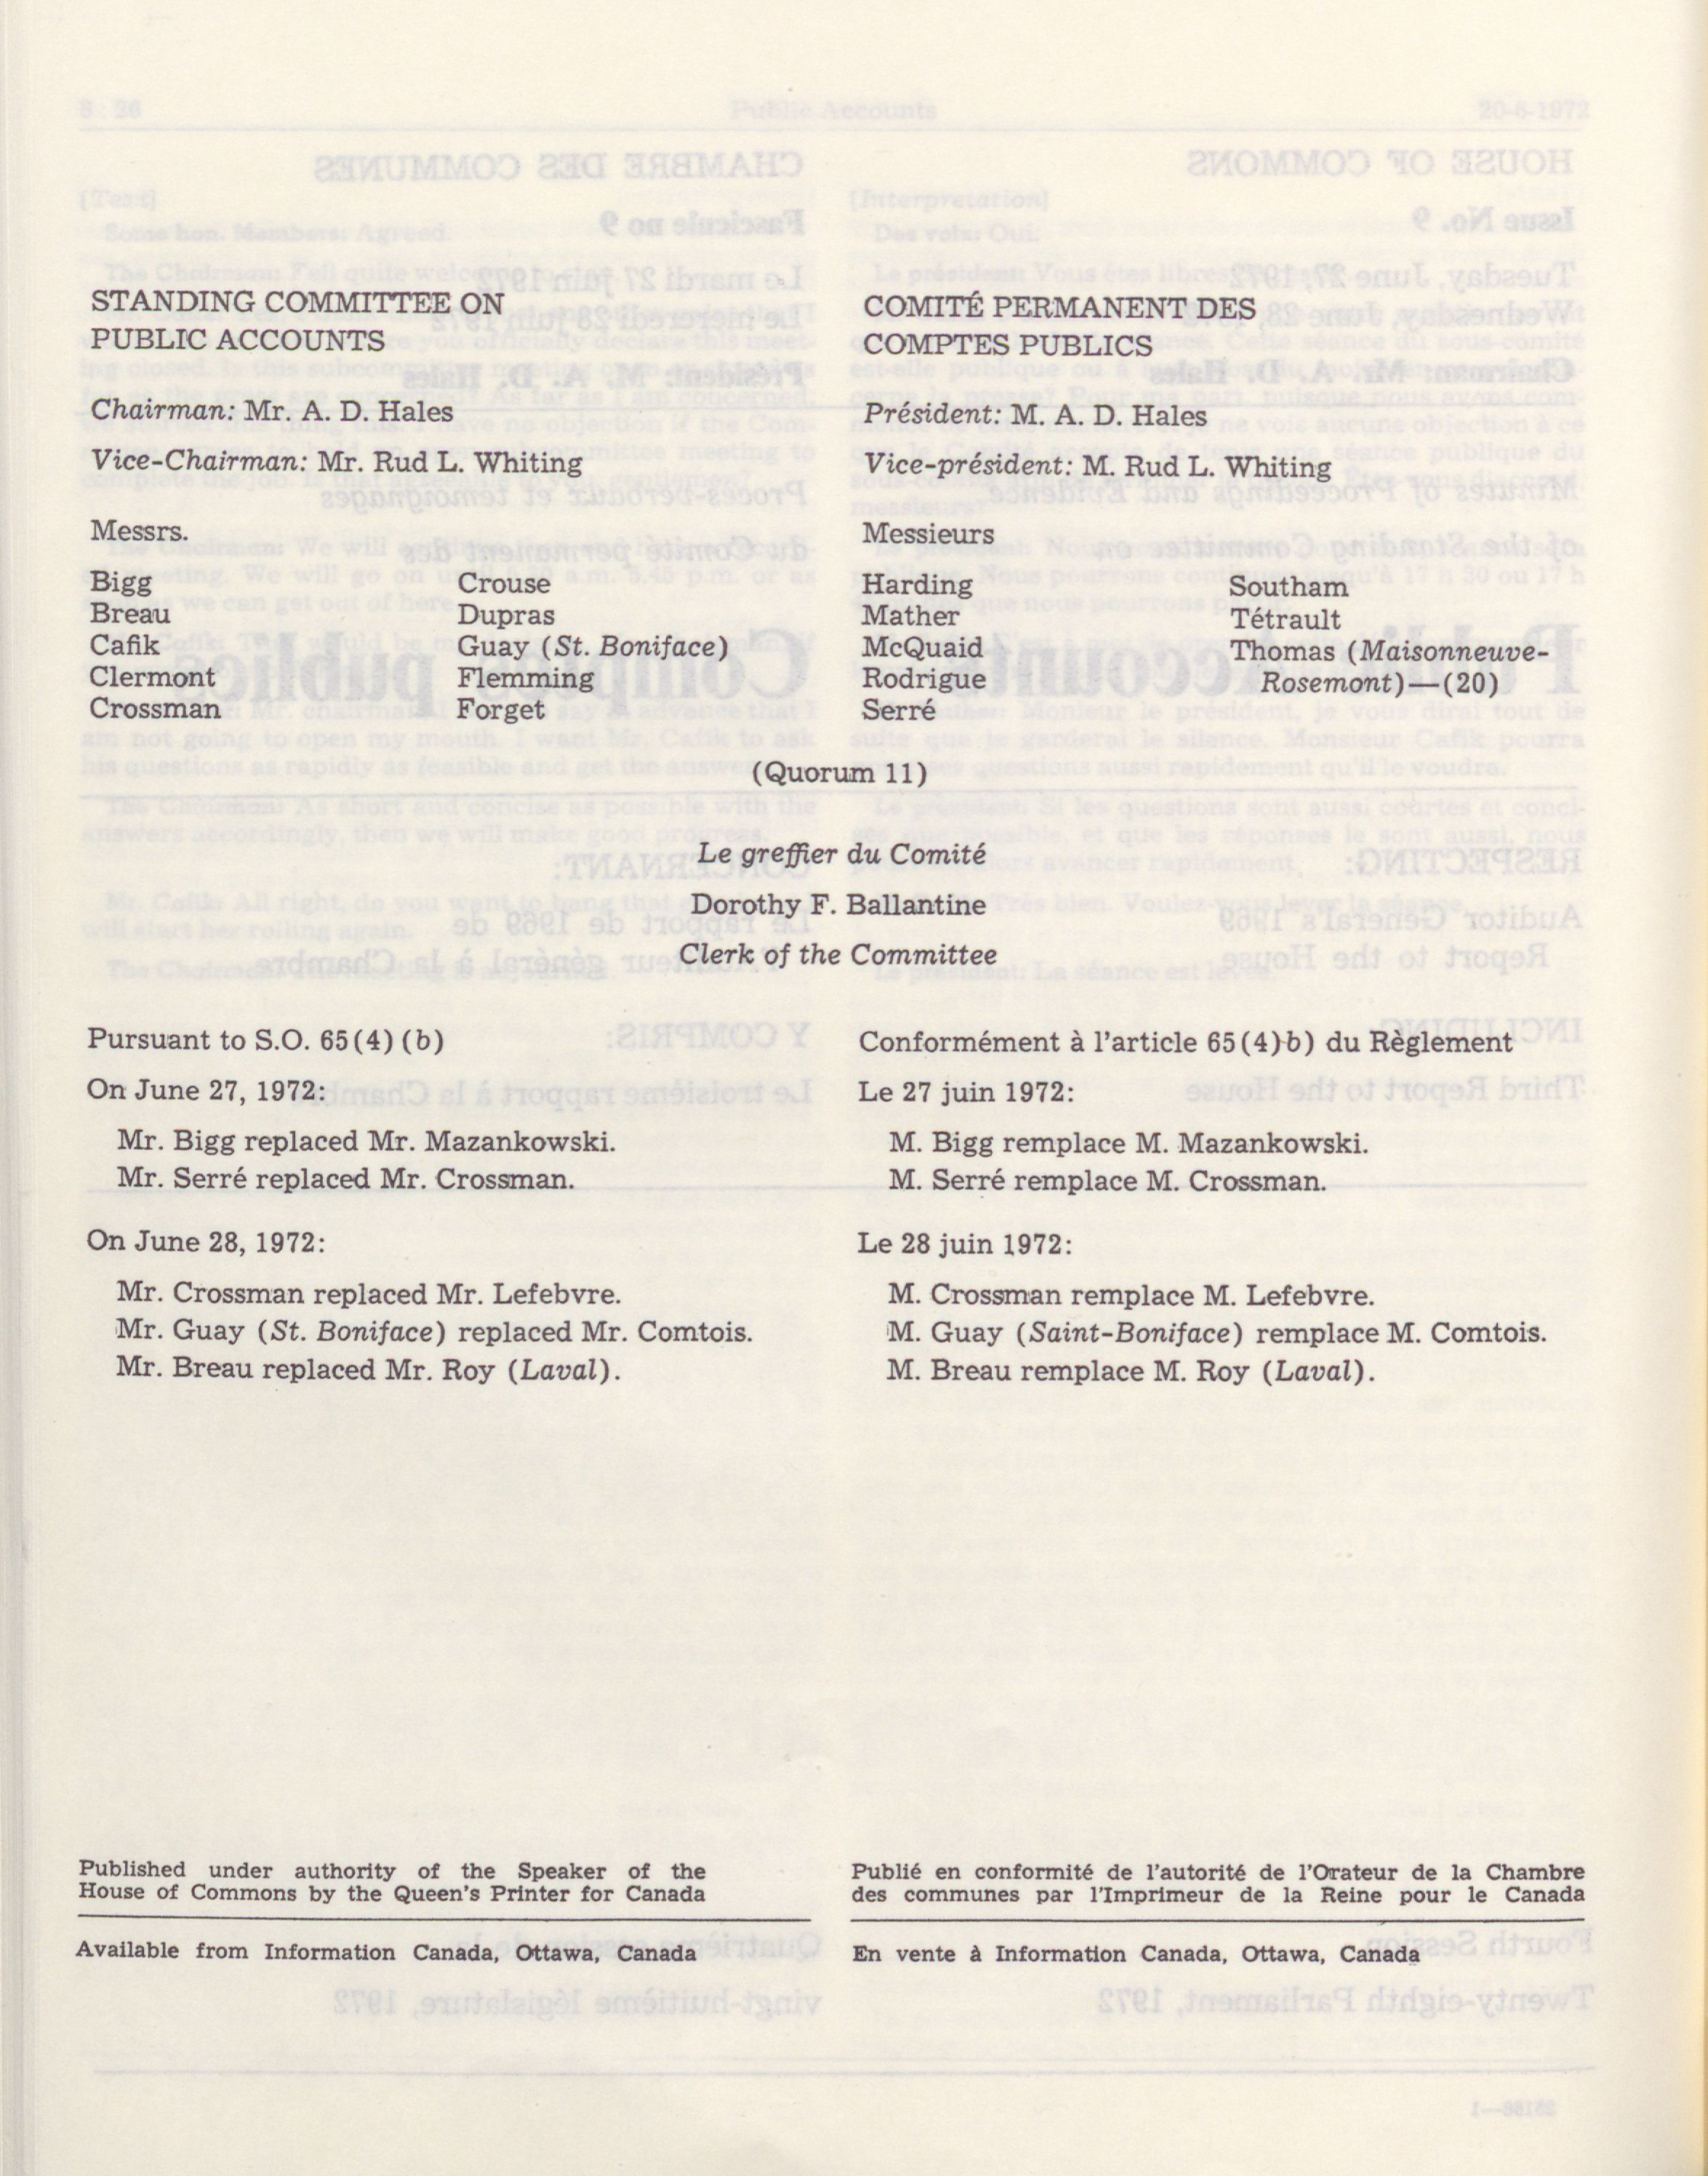 STANDING COMMITTEE ON
PUBLIC ACCOUNTS
Chairman: Mr. A. D. Hales
Vice-Chairman: Mr. Rud L. Whiting
Messrs.
Bigg
Breau
Cafik
Clermont
Crossman
Crouse
Dupras
Guay (St. Boniface)
Flemming
Forget
COMITÉ PERMANENT DES
COMPTES PUBLICS
Président: M. A. D. Hales
Vice-président: M. Rud L. Whiting
Messieurs
Harding
Mather
McQuaid
Rodrigue
Serré
Southam
Tétrault
Thomas (Maisonneuve-
Rosemont)—(20)
(Quorum 11)
Le greffier du Comité
Dorothy F. Ballantine
Clerk of the Committee
Pursuant to S.O. 65(4) (b)
On June 27, 1972:
Mr. Bigg replaced Mr. Mazankowski.
Mr. Serré replaced Mr. Crossman.
On June 28, 1972:
Mr. Crossman replaced Mr. Lefebvre.
Mr. Guay (St. Boniface) replaced Mr. Comtois.
Mr. Breau replaced Mr. Roy (Laval).
Conformément à l'article 65(4)b) du Règlement
Le 27 juin 1972:
M. Bigg remplace M. Mazankowski.
M. Serré remplace M. Crossman.
Le 28 juin 1972:
M. Crossman remplace M. Lefebvre.
M. Guay (Saint-Boniface) remplace M. Comtois.
M. Breau remplace M. Roy (Laval).
Published under authority of the Speaker of the
House of Commons by the Queen's Printer for Canada
Available from Information Canada, Ottawa, Canada
Publié en conformité de l'autorité de l'Orateur de la Chambre
des communes par l'Imprimeur de la Reine pour le Canada
En vente à Information Canada, Ottawa, Canada